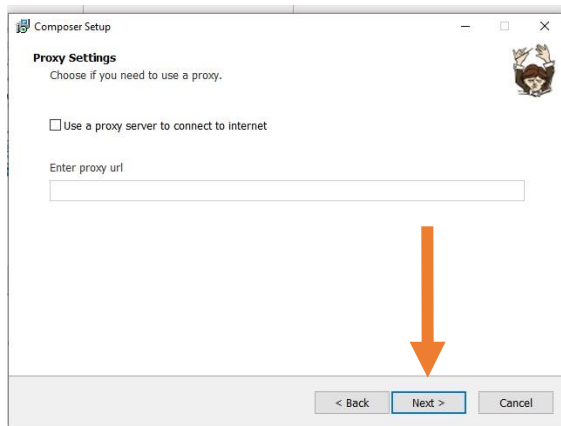 Composer Setup
Proxy Settings
Choose if you need to use a proxy.
Use a proxy server to connect to internet
Enter proxy url
< Back Next > Cancel